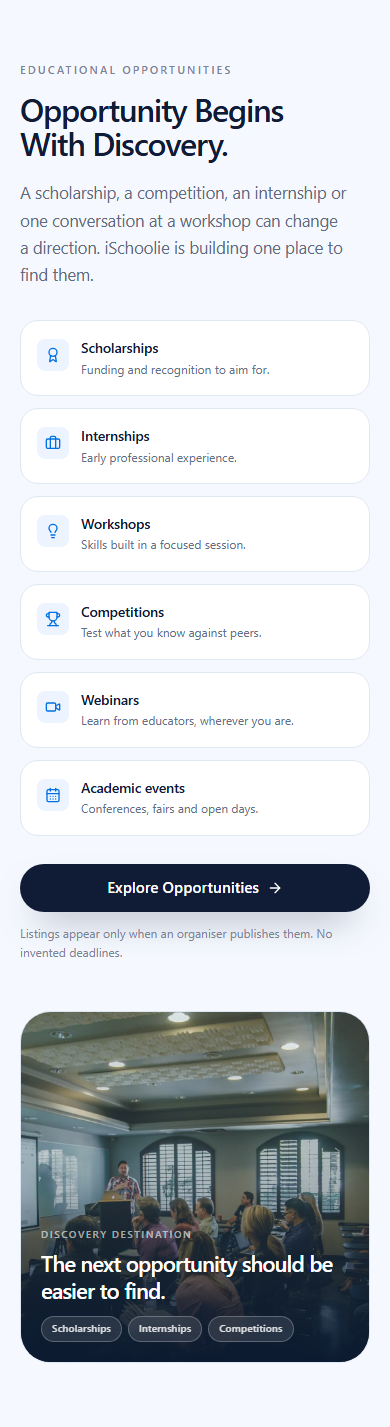 EDUCATIONAL OPPORTUNITIES
Opportunity Begins
With Discovery.
A scholarship, a competition, an internship or
one conversation at a workshop can change
a direction. iSchoolie is building one place to
find them.
Scholarships
Funding and recognition to aim for.
Internships
Early professional experience.
Workshops
Skills built in a focused session.
Competitions
Test what you know against peers.
Webinars
Learn from educators, wherever you are.
Academic events
Conferences, fairs and open days.
Explore Opportunities
Listings appear only when an organiser publishes them. No
invented deadlines.
DISCOVERY DESTINATION
The next opportunity should be
easier to find.
Scholarships Internships Competitions